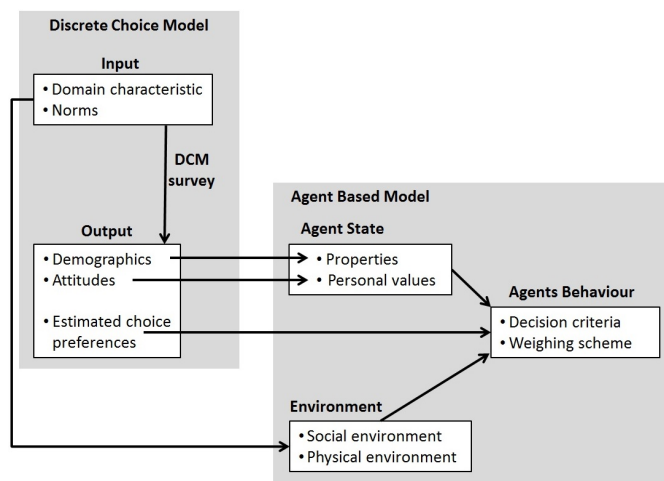 Discrete Choice Model
Input
• Domain characteristic
• Norms
DCM
survey
Output
• Demographics
• Attitudes
• Estimated choice
preferences
Agent Based Model
Agent State
• Properties
• Personal values
Agents Behaviour
• Decision criteria
• Weighing scheme
Environment
• Social environment
• Physical environment